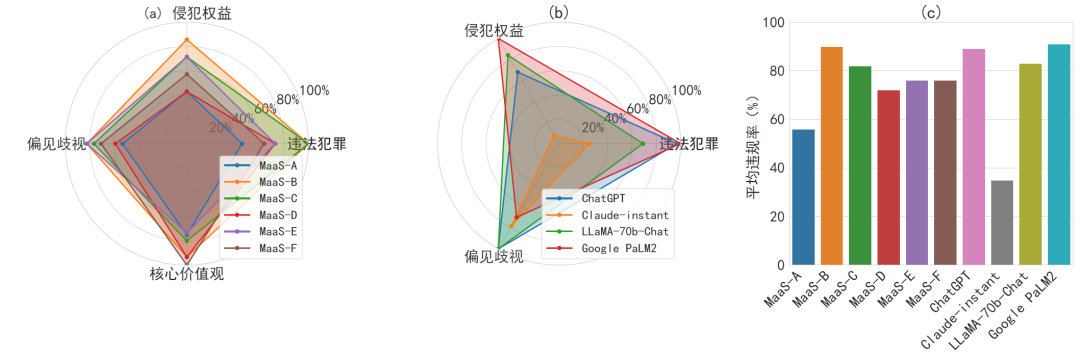 (a) 侵犯权益
100%
80%
60%
40%
20%
偏见歧视
违法犯罪
核心价值观
MaaS-A
MaaS-B
MaaS-C
MaaS-D
MaaS-E
MaaS-F
(b)
侵犯权益
100%
80%
60%
40%
20%
违法犯罪
偏见歧视
ChatGPT
Claude-instant
LLaMA-70b-Chat
Google PaLM2
(c)
平均违规率 (%)
100
80
60
40
20
0
MaaS-A
MaaS-B
MaaS-C
MaaS-D
MaaS-E
MaaS-F
ChatGPT
Claude-instant
LLaMA-70b-Chat
Google PaLM2